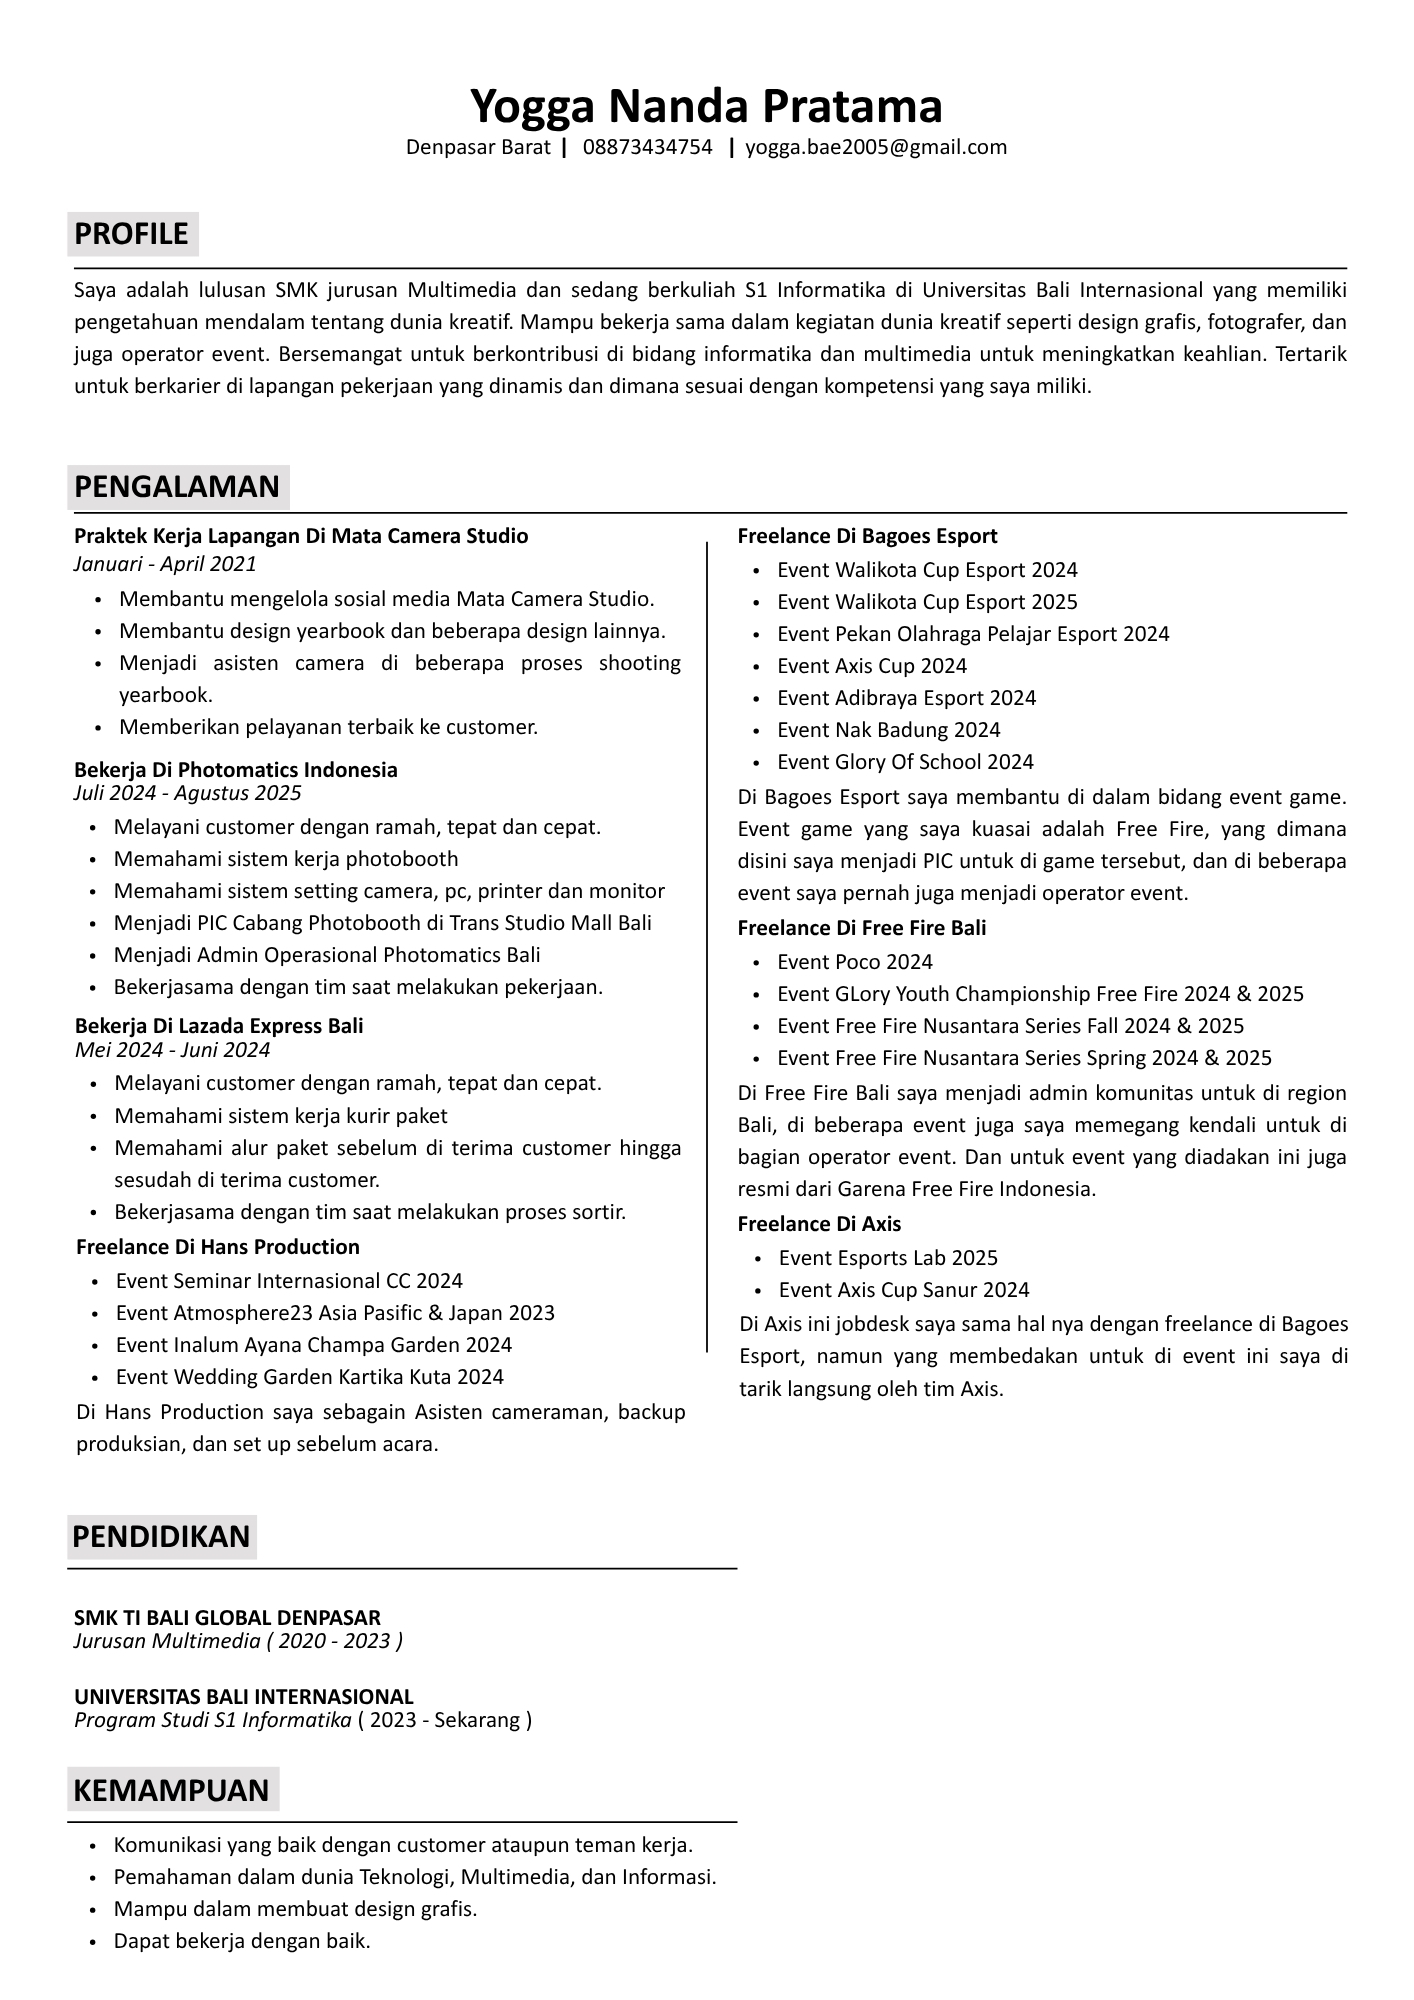 Yogga Nanda Pratama
Denpasar Barat | 08873434754 | yogga.bae2005@gmail.com
PROFILE
Saya adalah lulusan SMK jurusan Multimedia dan sedang berkuliah S1 Informatika di Universitas Bali Internasional yang memiliki
pengetahuan mendalam tentang dunia kreatif. Mampu bekerja sama dalam kegiatan dunia kreatif seperti design grafis, fotografer, dan
juga operator event. Bersemangat untuk berkontribusi di bidang informatika dan multimedia untuk meningkatkan keahlian. Tertarik
untuk berkarier di lapangan pekerjaan yang dinamis dan dimana sesuai dengan kompetensi yang saya miliki.
PENGALAMAN
Praktek Kerja Lapangan Di Mata Camera Studio
Januari - April 2021
• Membantu mengelola sosial media Mata Camera Studio.
• Membantu design yearbook dan beberapa design lainnya.
• Menjadi asisten camera di beberapa proses shooting
yearbook.
• Memberikan pelayanan terbaik ke customer.
Bekerja Di Photomatics Indonesia
Juli 2024 - Agustus 2025
• Melayani customer dengan ramah, tepat dan cepat.
• Memahami sistem kerja photobooth
• Memahami sistem setting camera, pc, printer dan monitor
• Menjadi PIC Cabang Photobooth di Trans Studio Mall Bali
• Menjadi Admin Operasional Photomatics Bali
• Bekerjasama dengan tim saat melakukan pekerjaan.
Bekerja Di Lazada Express Bali
Mei 2024 - Juni 2024
• Melayani customer dengan ramah, tepat dan cepat.
• Memahami sistem kerja kurir paket
• Memahami alur paket sebelum di terima customer hingga
sesudah di terima customer.
• Bekerjasama dengan tim saat melakukan proses sortir.
Freelance Di Hans Production
• Event Seminar Internasional CC 2024
• Event Atmosphere23 Asia Pasific & Japan 2023
• Event Inalum Ayana Champa Garden 2024
• Event Wedding Garden Kartika Kuta 2024
Di Hans Production saya sebagain Asisten cameraman, backup
produksian, dan set up sebelum acara.
Freelance Di Bagoes Esport
• Event Walikota Cup Esport 2024
• Event Walikota Cup Esport 2025
• Event Pekan Olahraga Pelajar Esport 2024
• Event Axis Cup 2024
• Event Adibraya Esport 2024
• Event Nak Badung 2024
• Event Glory Of School 2024
Di Bagoes Esport saya membantu di dalam bidang event game.
Event game yang saya kuasai adalah Free Fire, yang dimana
disini saya menjadi PIC untuk di game tersebut, dan di beberapa
event saya pernah juga menjadi operator event.
Freelance Di Free Fire Bali
• Event Poco 2024
• Event GLory Youth Championship Free Fire 2024 & 2025
• Event Free Fire Nusantara Series Fall 2024 & 2025
• Event Free Fire Nusantara Series Spring 2024 & 2025
Di Free Fire Bali saya menjadi admin komunitas untuk di region
Bali, di beberapa event juga saya memegang kendali untuk di
bagian operator event. Dan untuk event yang diadakan ini juga
resmi dari Garena Free Fire Indonesia.
Freelance Di Axis
• Event Esports Lab 2025
• Event Axis Cup Sanur 2024
Di Axis ini jobdesk saya sama hal nya dengan freelance di Bagoes
Esport, namun yang membedakan untuk di event ini saya di
tarik langsung oleh tim Axis.
PENDIDIKAN
SMK TI BALI GLOBAL DENPASAR
Jurusan Multimedia ( 2020 - 2023 )
UNIVERSITAS BALI INTERNASIONAL
Program Studi S1 Informatika ( 2023 - Sekarang )
KEMAMPUAN
• Komunikasi yang baik dengan customer ataupun teman kerja.
• Pemahaman dalam dunia Teknologi, Multimedia, dan Informasi.
• Mampu dalam membuat design grafis.
• Dapat bekerja dengan baik.